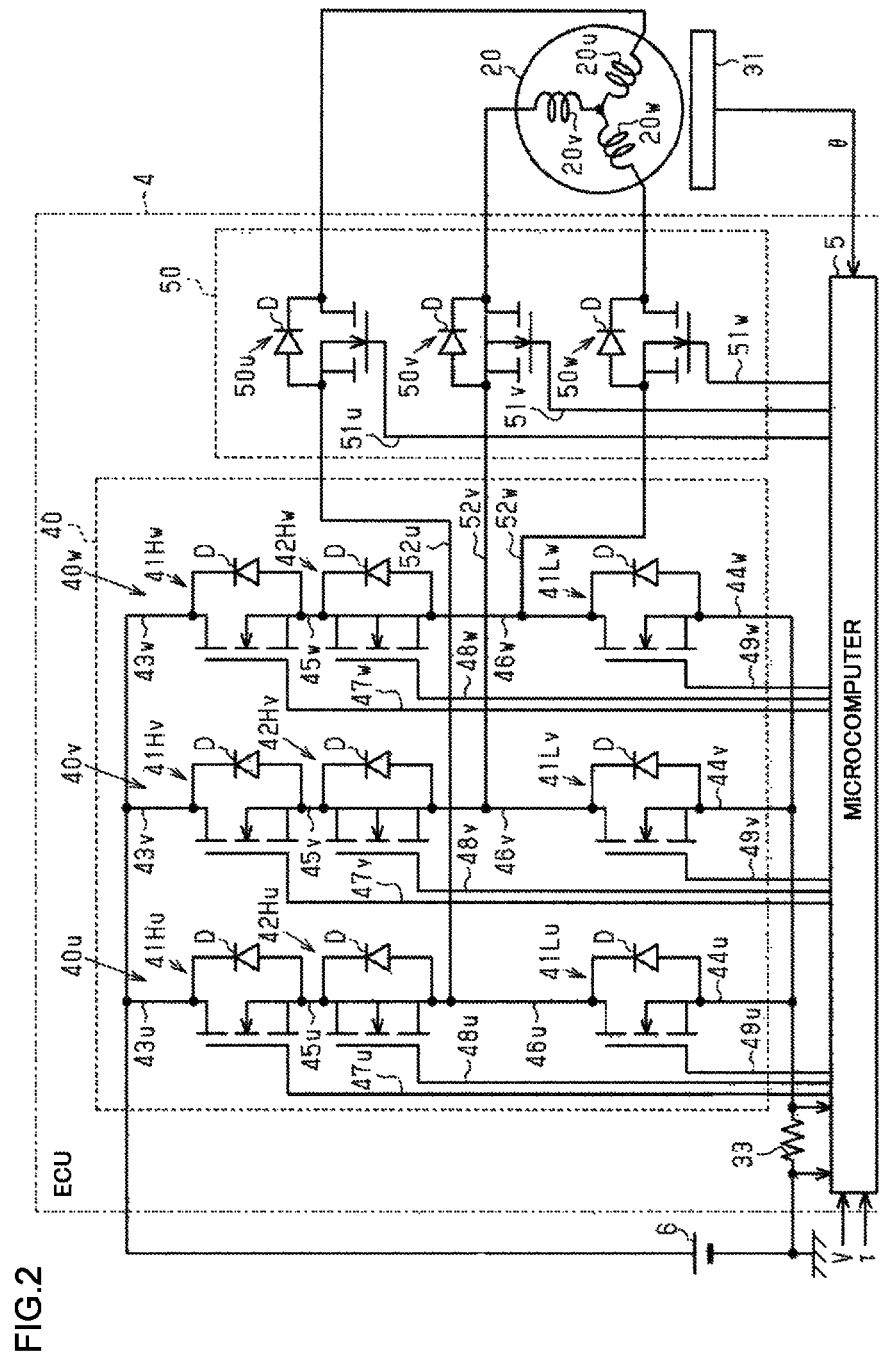 FIG.2
ECU
4
40
50
40u
40v
40w
41Hu
41Hv
41Hw
43u
43v
43w
D
D
D
42Hu
42Hv
42Hw
45u
45v
45w
D
D
D
47u
47v
47w
48u
48v
48w
46u
46v
46w
41Lu
41Lv
41Lw
D
D
D
49u
49v
49w
44u
44v
44w
52u
52v
52w
50u
D
51u
50v
D
51v
50w
D
51w
20
20u
20v
20w
31
θ
5
MICROCOMPUTER
33
6
V
τ